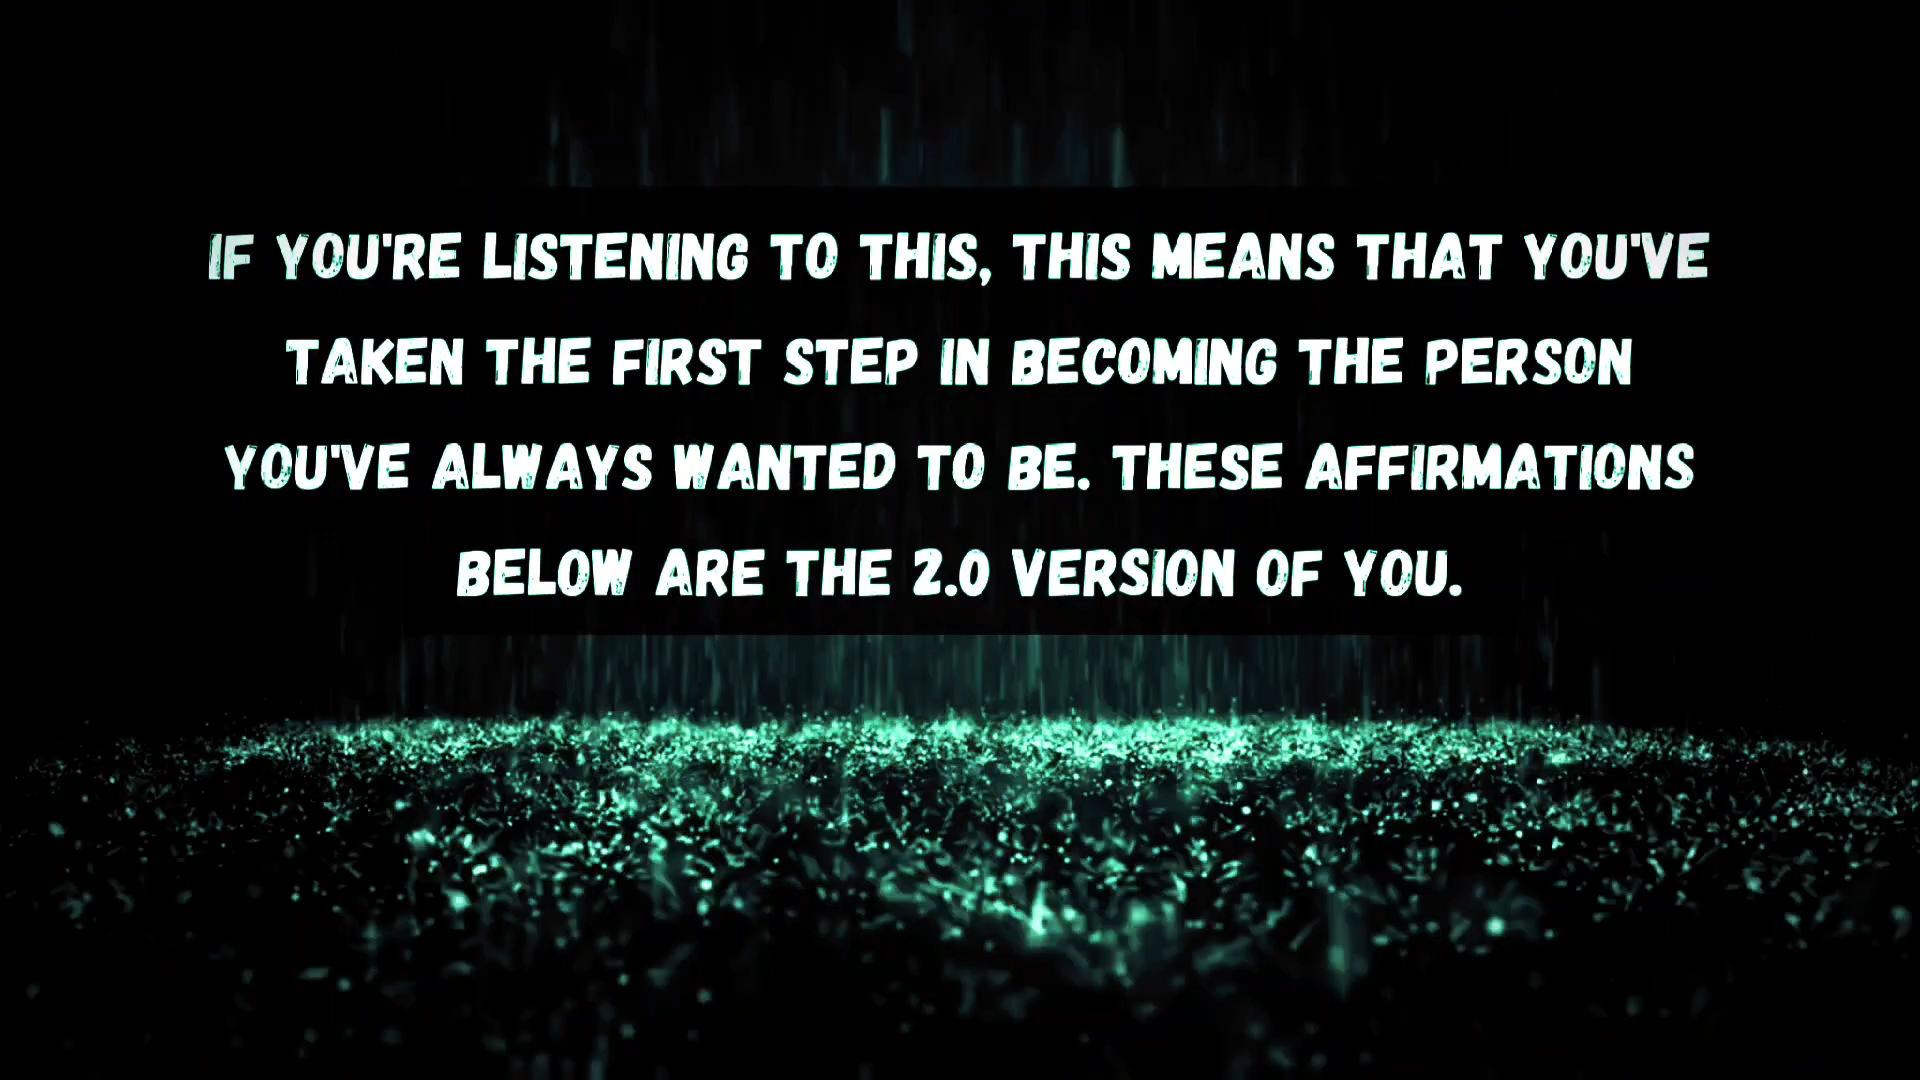 IF YOU'RE LISTENING TO THIS, THIS MEANS THAT YOU'VE
TAKEN THE FIRST STEP IN BECOMING THE PERSON
YOU'VE ALWAYS WANTED TO BE. THESE AFFIRMATIONS
BELOW ARE THE 2.0 VERSION OF YOU.